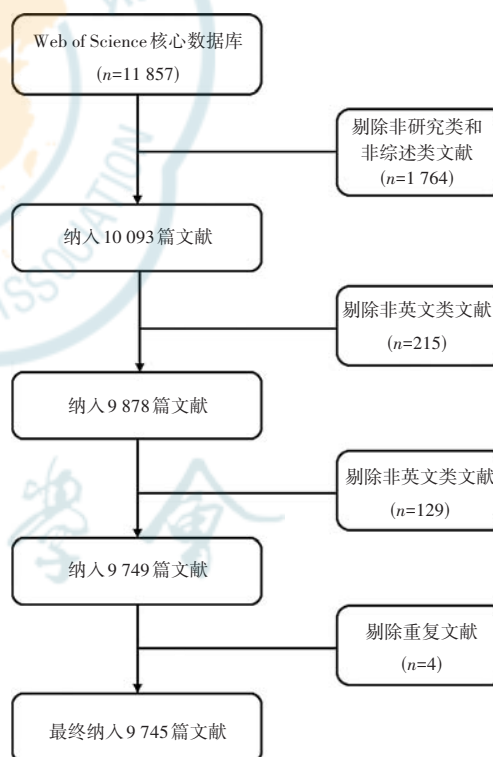 Web of Science核心数据库
(n=11 857)
剔除非研究类和
非综述类文献
(n=1 764)
纳入10 093篇文献
剔除非英文类文献
(n=215)
纳入9 878篇文献
剔除非英文类文献
(n=129)
纳入9 749篇文献
剔除重复文献
(n=4)
最终纳入9 745篇文献
TSSOCIATION
學會